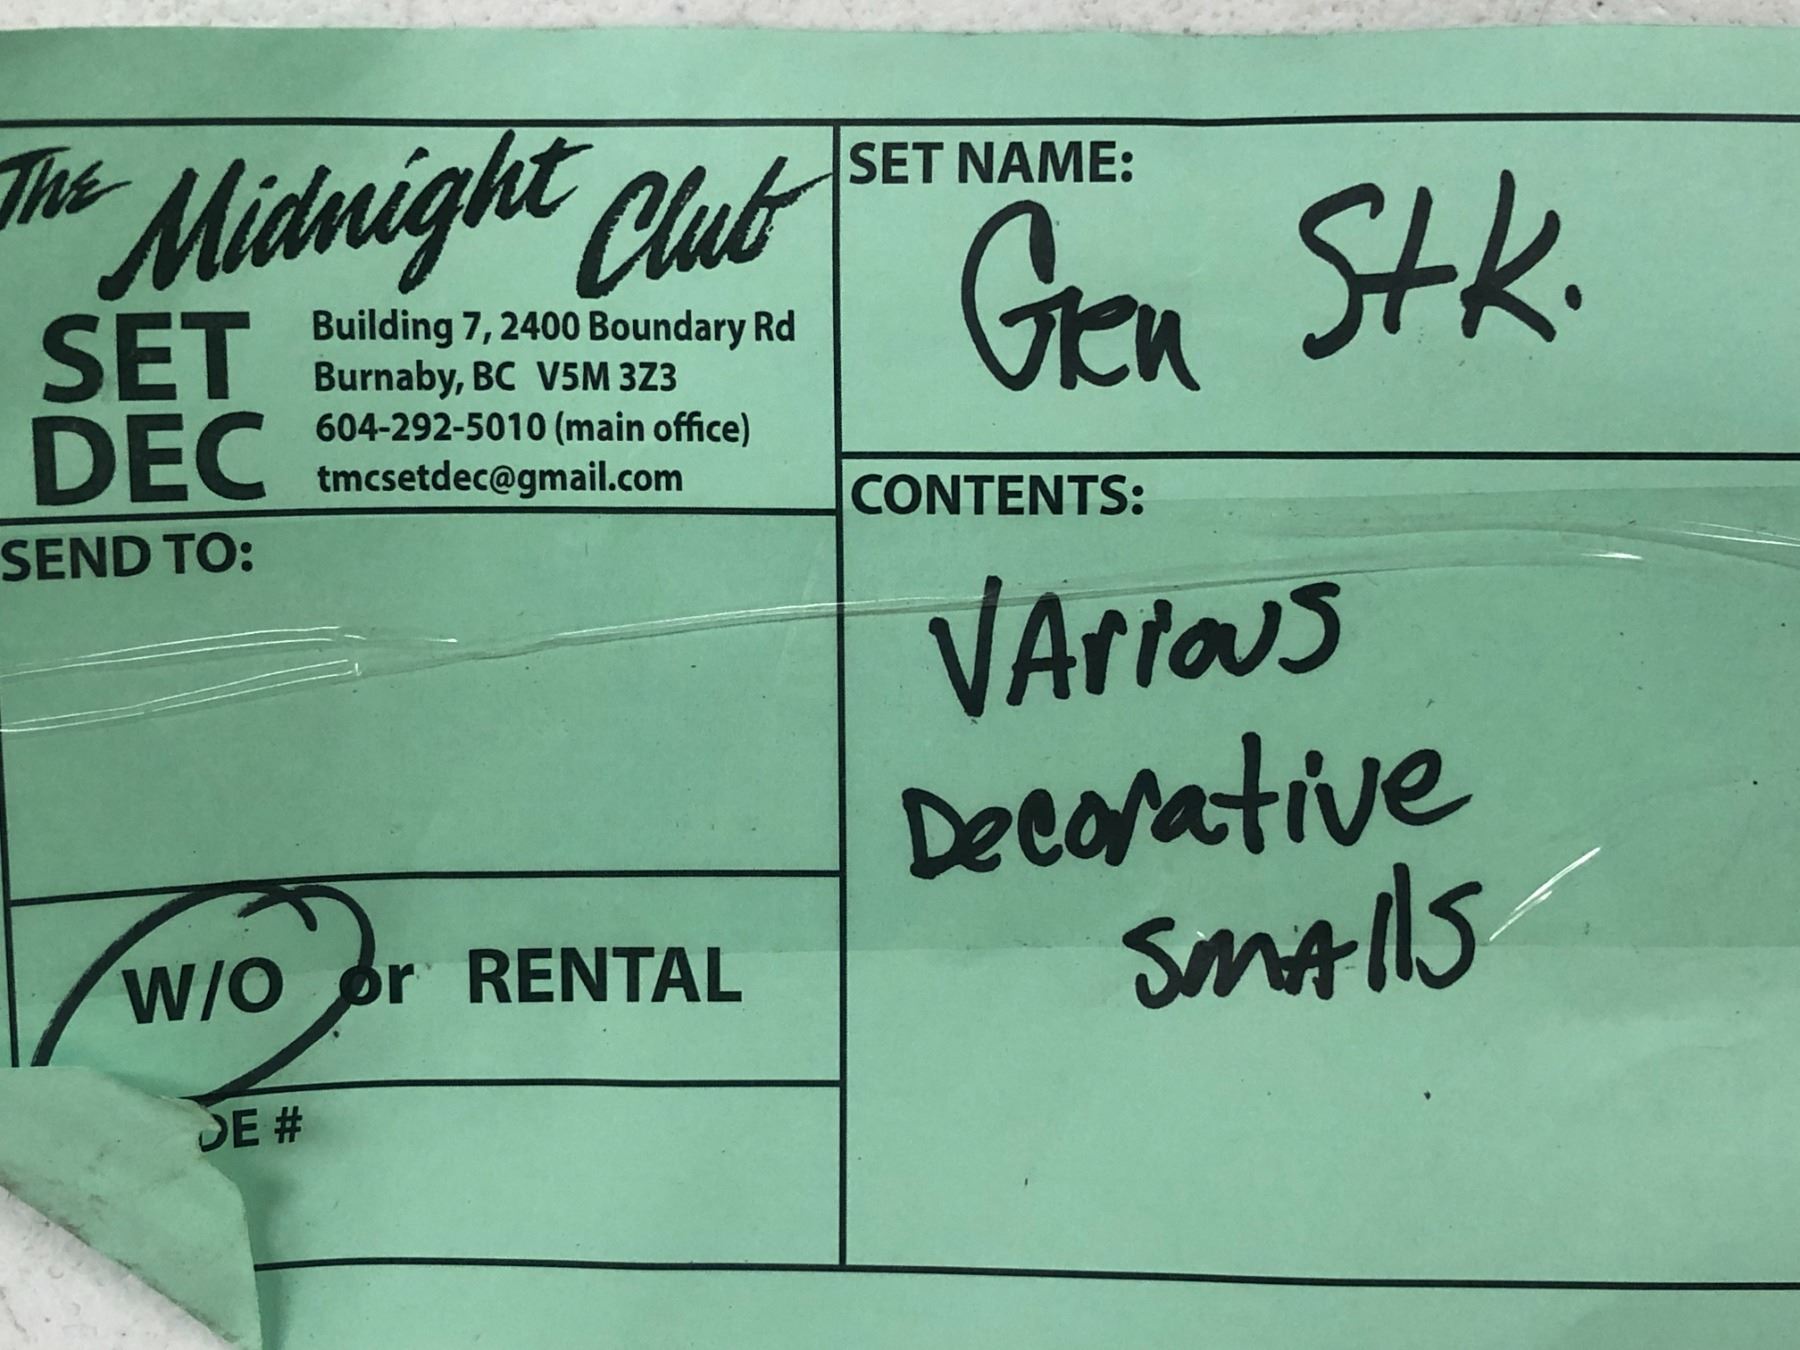 The Midnight Club
SET
DEC
Building 7, 2400 Boundary Rd
Burnaby, BC V5M 3Z3
604-292-5010 (main office)
tmcsetdec@gmail.com
SEND TO:
W/O or RENTAL
DE #
SET NAME:
Gen Stk.
CONTENTS:
VArious
Decorative
SmAllS